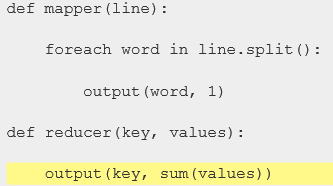 def mapper(line):
    foreach word in line.split():
        output(word, 1)
def reducer(key, values):
    output(key, sum(values))